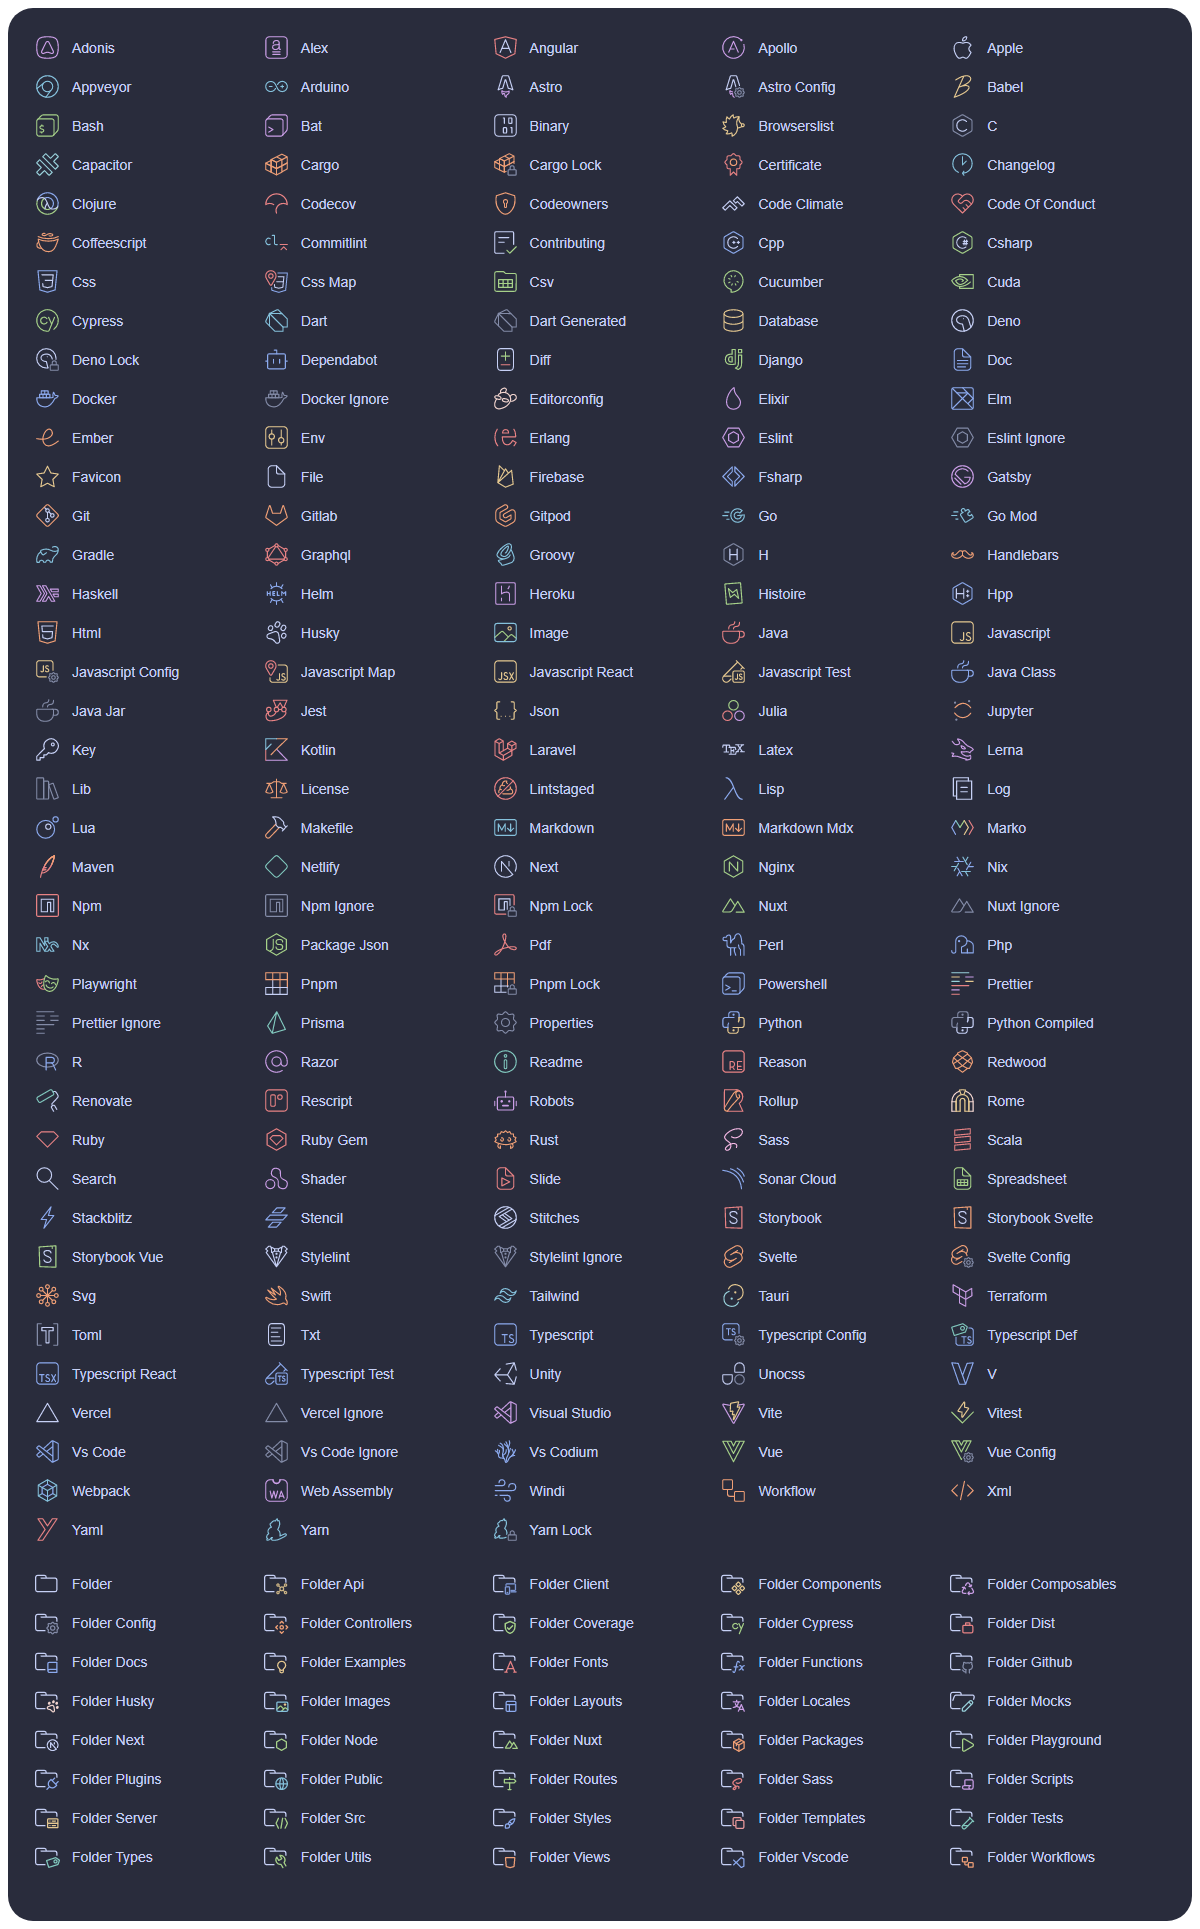 Adonis Alex Angular Apollo Apple
Appveyor Arduino Astro Astro Config Babel
Bash Bat Binary Browserslist C
Capacitor Cargo Cargo Lock Certificate Changelog
Clojure Codecov Codeowners Code Climate Code Of Conduct
Coffeescript Commitlint Contributing Cpp Csharp
Css Css Map Csv Cucumber Cuda
Cypress Dart Dart Generated Database Deno
Deno Lock Dependabot Diff Django Doc
Docker Docker Ignore Editorconfig Elixir Elm
Ember Env Erlang Eslint Eslint Ignore
Favicon File Firebase Fsharp Gatsby
Git Gitlab Gitpod Go Go Mod
Gradle Graphql Groovy H Handlebars
Haskell Helm Heroku Histoire Hpp
Html Husky Image Java Javascript
Javascript Config Javascript Map Javascript React Javascript Test Java Class
Java Jar Jest Json Julia Jupyter
Key Kotlin Laravel Latex Lerna
Lib License Lintstaged Lisp Log
Lua Makefile Markdown Markdown Mdx Marko
Maven Netlify Next Nginx Nix
Npm Npm Ignore Npm Lock Nuxt Nuxt Ignore
Nx Package Json Pdf Perl Php
Playwright Pnpm Pnpm Lock Powershell Prettier
Prettier Ignore Prisma Properties Python Python Compiled
R Razor Readme Reason Redwood
Renovate Rescript Robots Rollup Rome
Ruby Ruby Gem Rust Sass Scala
Search Shader Slide Sonar Cloud Spreadsheet
Stackblitz Stencil Stitches Storybook Storybook Svelte
Storybook Vue Stylelint Stylelint Ignore Svelte Svelte Config
Svg Swift Tailwind Tauri Terraform
Toml Txt Typescript Typescript Config Typescript Def
Typescript React Typescript Test Unity Unocss V
Vercel Vercel Ignore Visual Studio Vite Vitest
Vs Code Vs Code Ignore Vs Codium Vue Vue Config
Webpack Web Assembly Windi Workflow Xml
Yaml Yarn Yarn Lock
Folder Folder Api Folder Client Folder Components Folder Composables
Folder Config Folder Controllers Folder Coverage Folder Cypress Folder Dist
Folder Docs Folder Examples Folder Fonts Folder Functions Folder Github
Folder Husky Folder Images Folder Layouts Folder Locales Folder Mocks
Folder Next Folder Node Folder Nuxt Folder Packages Folder Playground
Folder Plugins Folder Public Folder Routes Folder Sass Folder Scripts
Folder Server Folder Src Folder Styles Folder Templates Folder Tests
Folder Types Folder Utils Folder Views Folder Vscode Folder Workflows